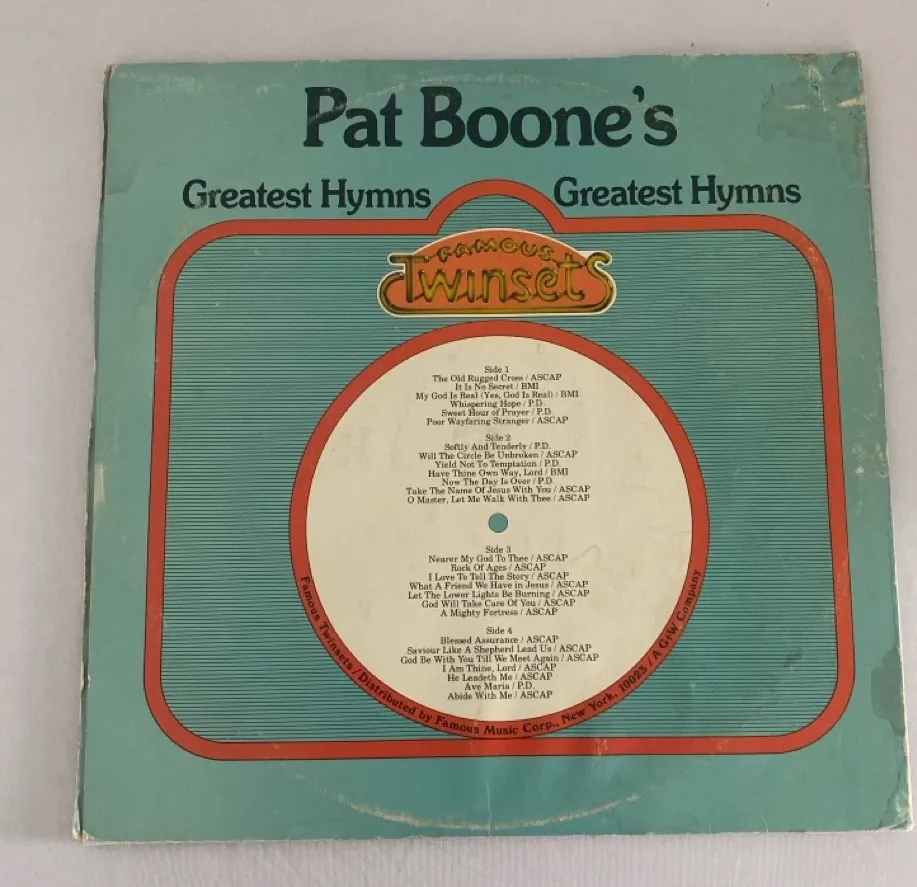 Pat Boone's
Greatest Hymns Greatest Hymns
FAMOUS
Twinsets
Side 1
The Old Rugged Cross / ASCAP
It Is No Secret / BMI
My God Is Real (Yes, God Is Real) / BMI
Whispering Hope / P.D.
Sweet Hour of Prayer / P.D.
Poor Wayfaring Stranger / ASCAP
Side 2
Softly And Tenderly / P.D.
Will The Circle Be Unbroken / ASCAP
Yield Not To Temptation / P.D
Have Thine Own Way, Lord / BMI
Now The Day Is Over / P.D.
Take The Name Of Jesus With You / ASCAP
O Master, Let Me Walk With Thee / ASCAP
Side 3
Nearer My God To Thee / ASCAP
Rock Of Ages / ASCAP
I Love To Tell The Story / ASCAP
What A Friend We Have in Jesus / ASCAP
Let The Lower Lights Be Burning / ASCAP
God Will Take Care Of You / ASCAP
A Mighty Fortress / ASCAP
Side 4
Blessed Assurance / ASCAP
Saviour Like A Shepherd Lead Us / ASCAP
God Be With You Till We Meet Again / ASCAP
I Am Thine, Lord / ASCAP
He Leadeth Me / ASCAP
Ave Maria / P.D.
Abide With Me / ASCAP
Famous Twinsets / Distributed by Famous Music Corp., New York, 10023 / A G+W Company